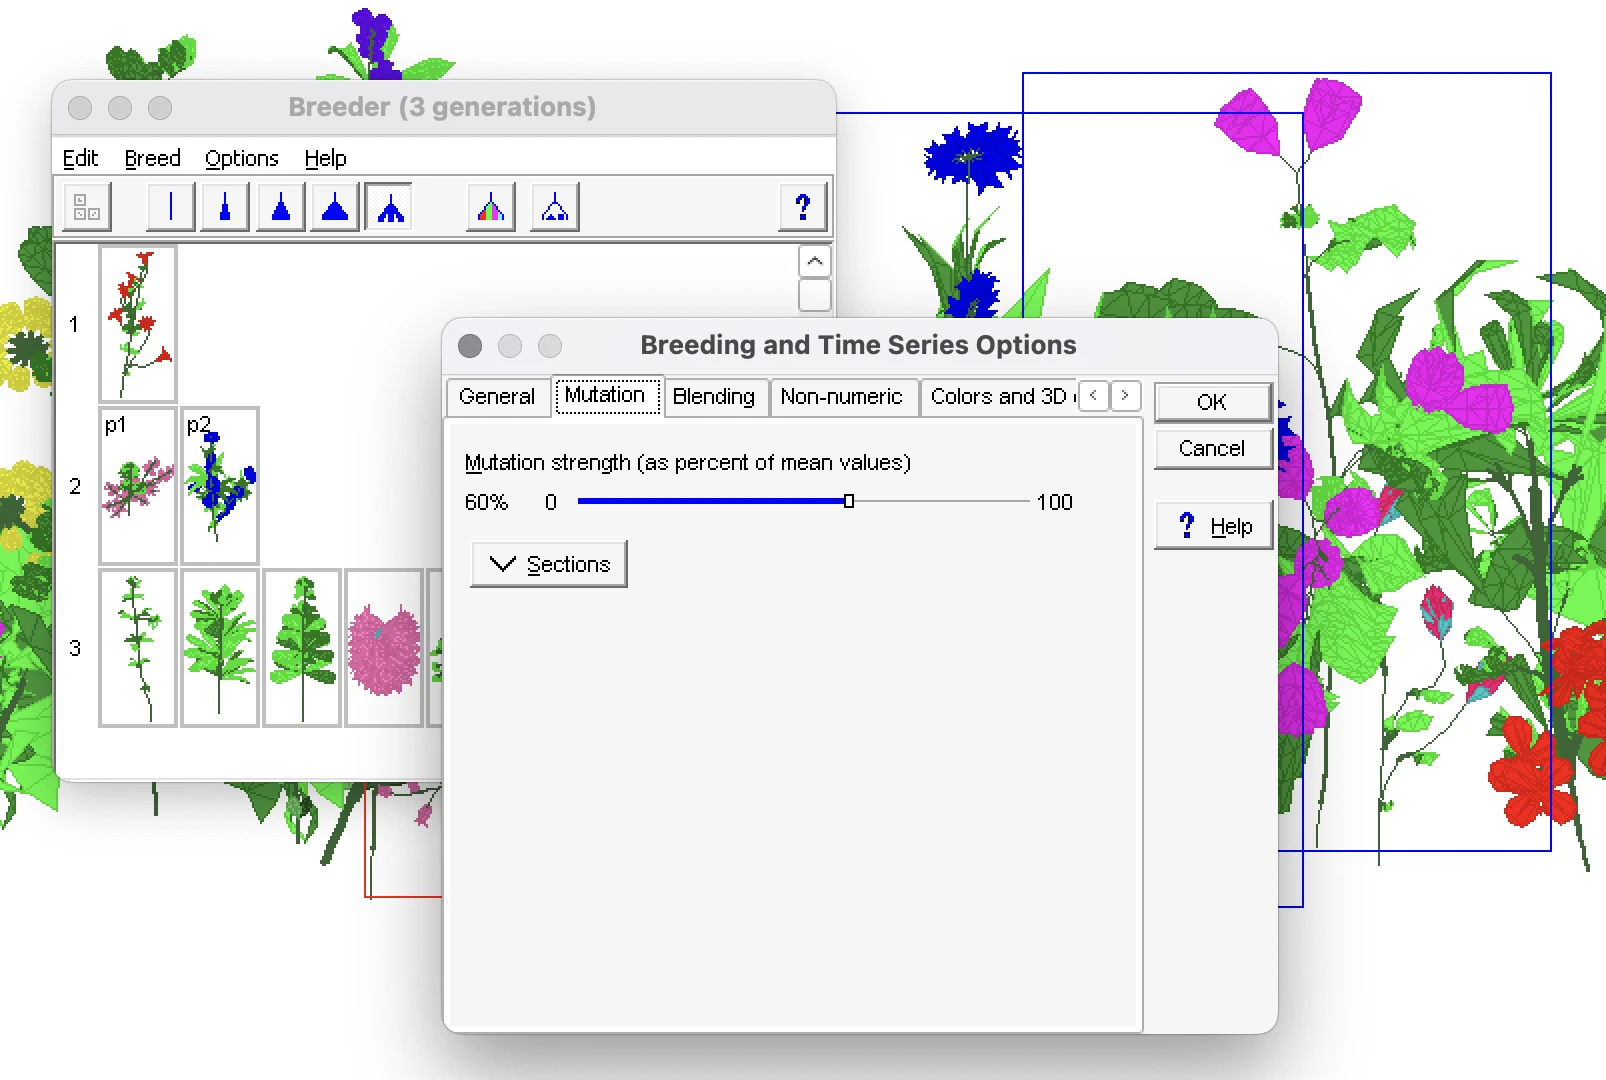 Breeder (3 generations)
Edit Breed Options Help
?
1
p1 p2
2
3
Breeding and Time Series Options
General Mutation Blending Non-numeric Colors and 3D
OK
Cancel
? Help
Mutation strength (as percent of mean values)
60% 0 100
Sections